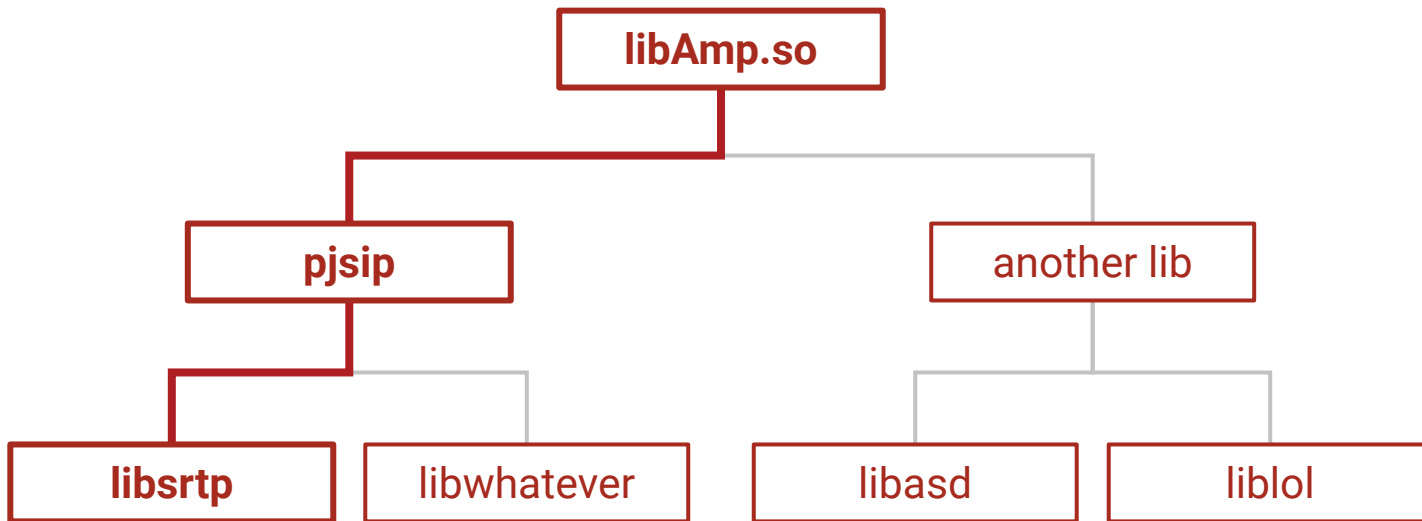 libAmp.so
pjsip
another lib
libsrtp
libwhatever
libasd
liblol